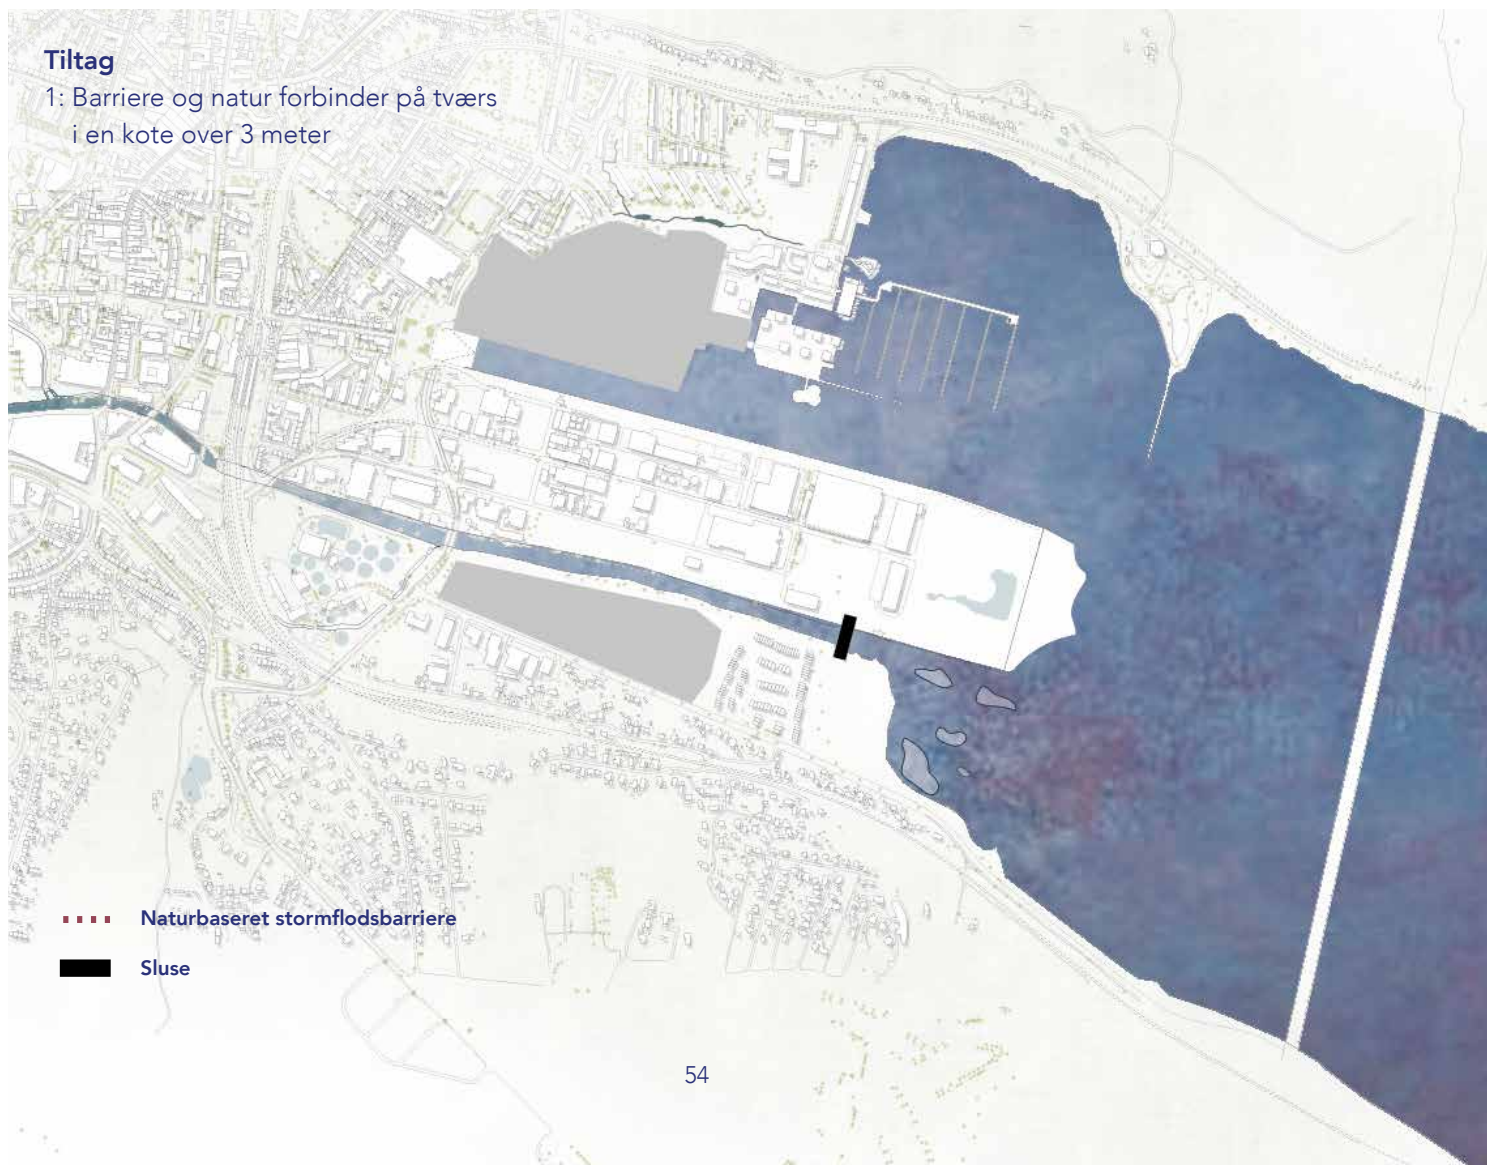 Tiltag
1: Barriere og natur forbinder på tværs
i en kote over 3 meter
Naturbaseret stormflodsbarriere
Sluse
54